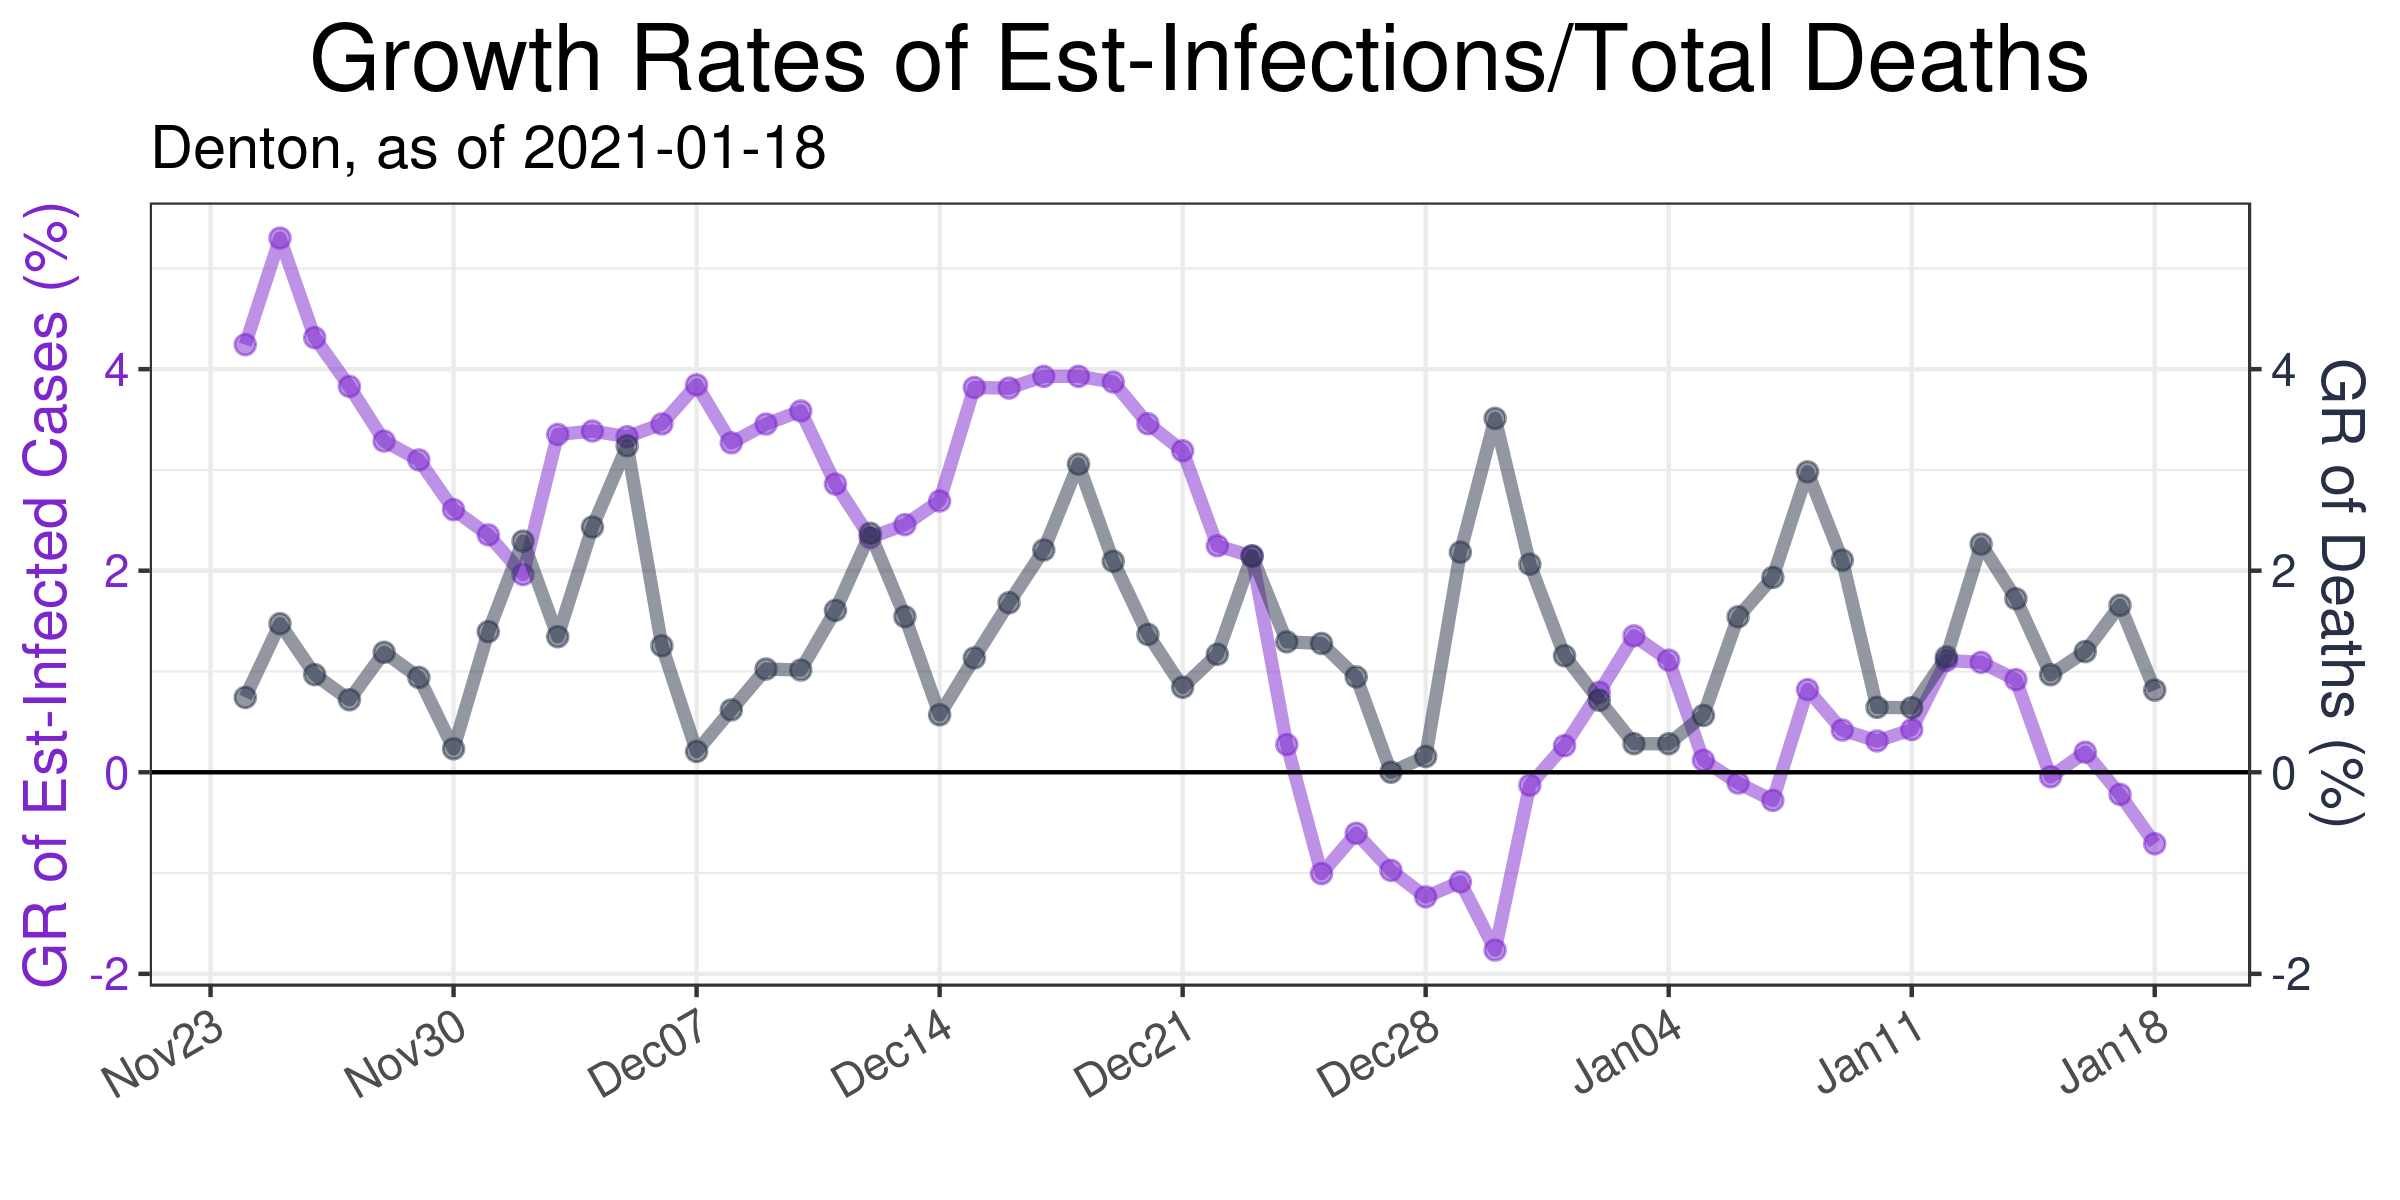 Growth Rates of Est-Infections/Total Deaths
Denton, as of 2021-01-18
GR of Est-Infected Cases (%)
4
2
0
-2
4
2
0
-2
GR of Deaths (%)
Nov23
Nov30
Dec07
Dec14
Dec21
Dec28
Jan04
Jan11
Jan18